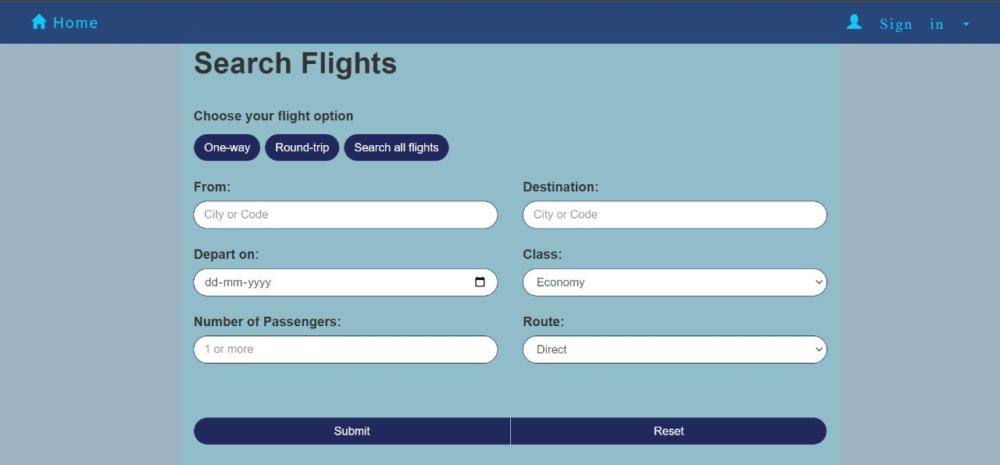 Home
Sign in
Search Flights
Choose your flight option
One-way Round-trip Search all flights
From: Destination:
City or Code City or Code
Depart on: Class:
dd-mm-yyyy Economy
Number of Passengers: Route:
1 or more Direct
Submit Reset